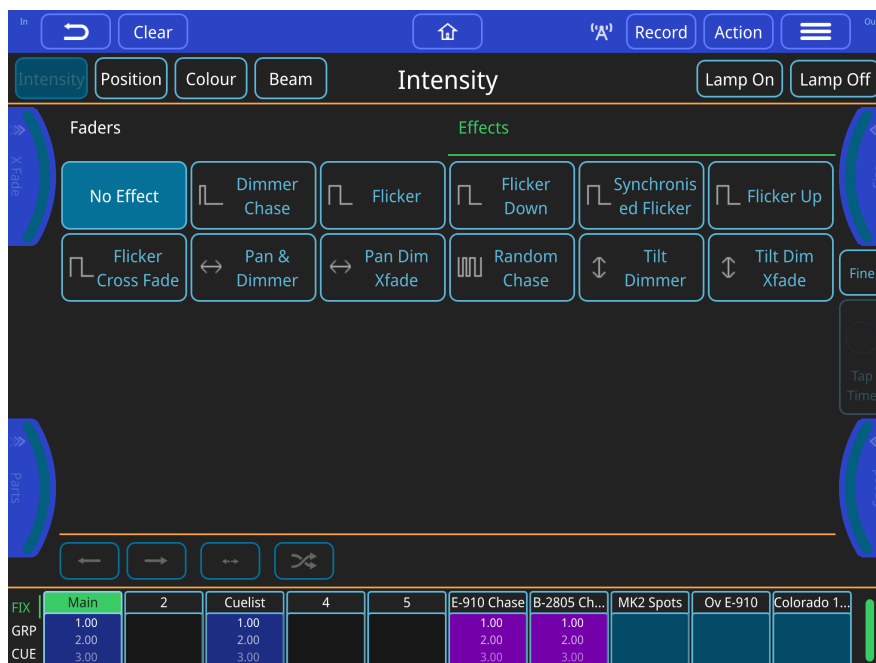 In
Clear
Record
Action
Ou
Intensity
Position
Colour
Beam
Intensity
Lamp On
Lamp Off
Faders
Effects
X Fade
No Effect
Dimmer
Chase
Flicker
Flicker
Down
Synchronis
ed Flicker
Flicker Up
Flicker
Cross Fade
Pan &
Dimmer
Pan Dim
Xfade
Random
Chase
Tilt
Dimmer
Tilt Dim
Xfade
Fine
Tap
Time
Parts
FIX
GRP
CUE
Main
2
Cuelist
4
5
E-910 Chase
B-2805 Ch...
MK2 Spots
Ov E-910
Colorado 1...
1.00
2.00
3.00
1.00
2.00
3.00
1.00
2.00
3.00
1.00
2.00
3.00